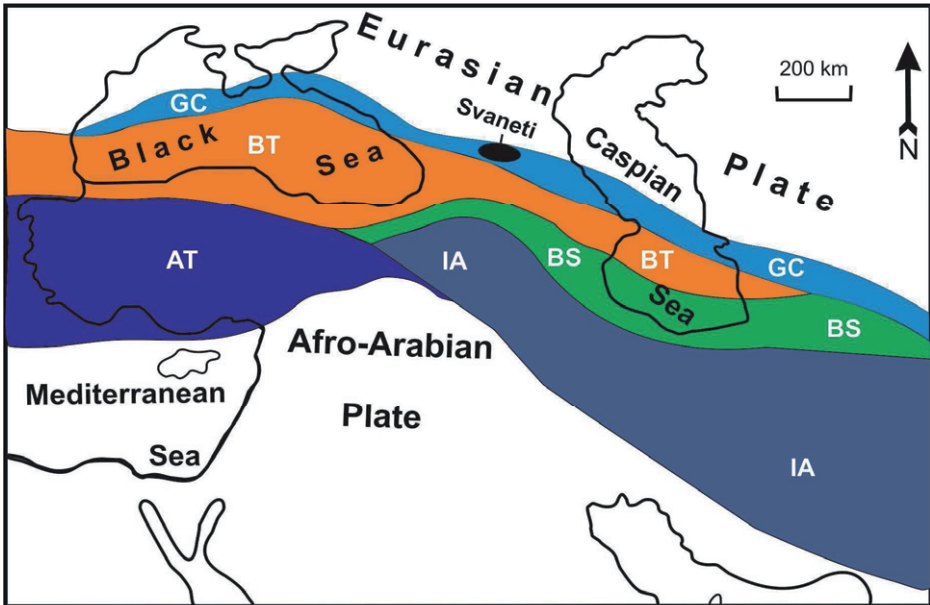 Eurasian
Plate
200 km
N
Svaneti
GC
Black
BT
Sea
Caspian
Sea
AT
IA
BS
BT
GC
BS
Afro-Arabian
Plate
Mediterranean
Sea
IA